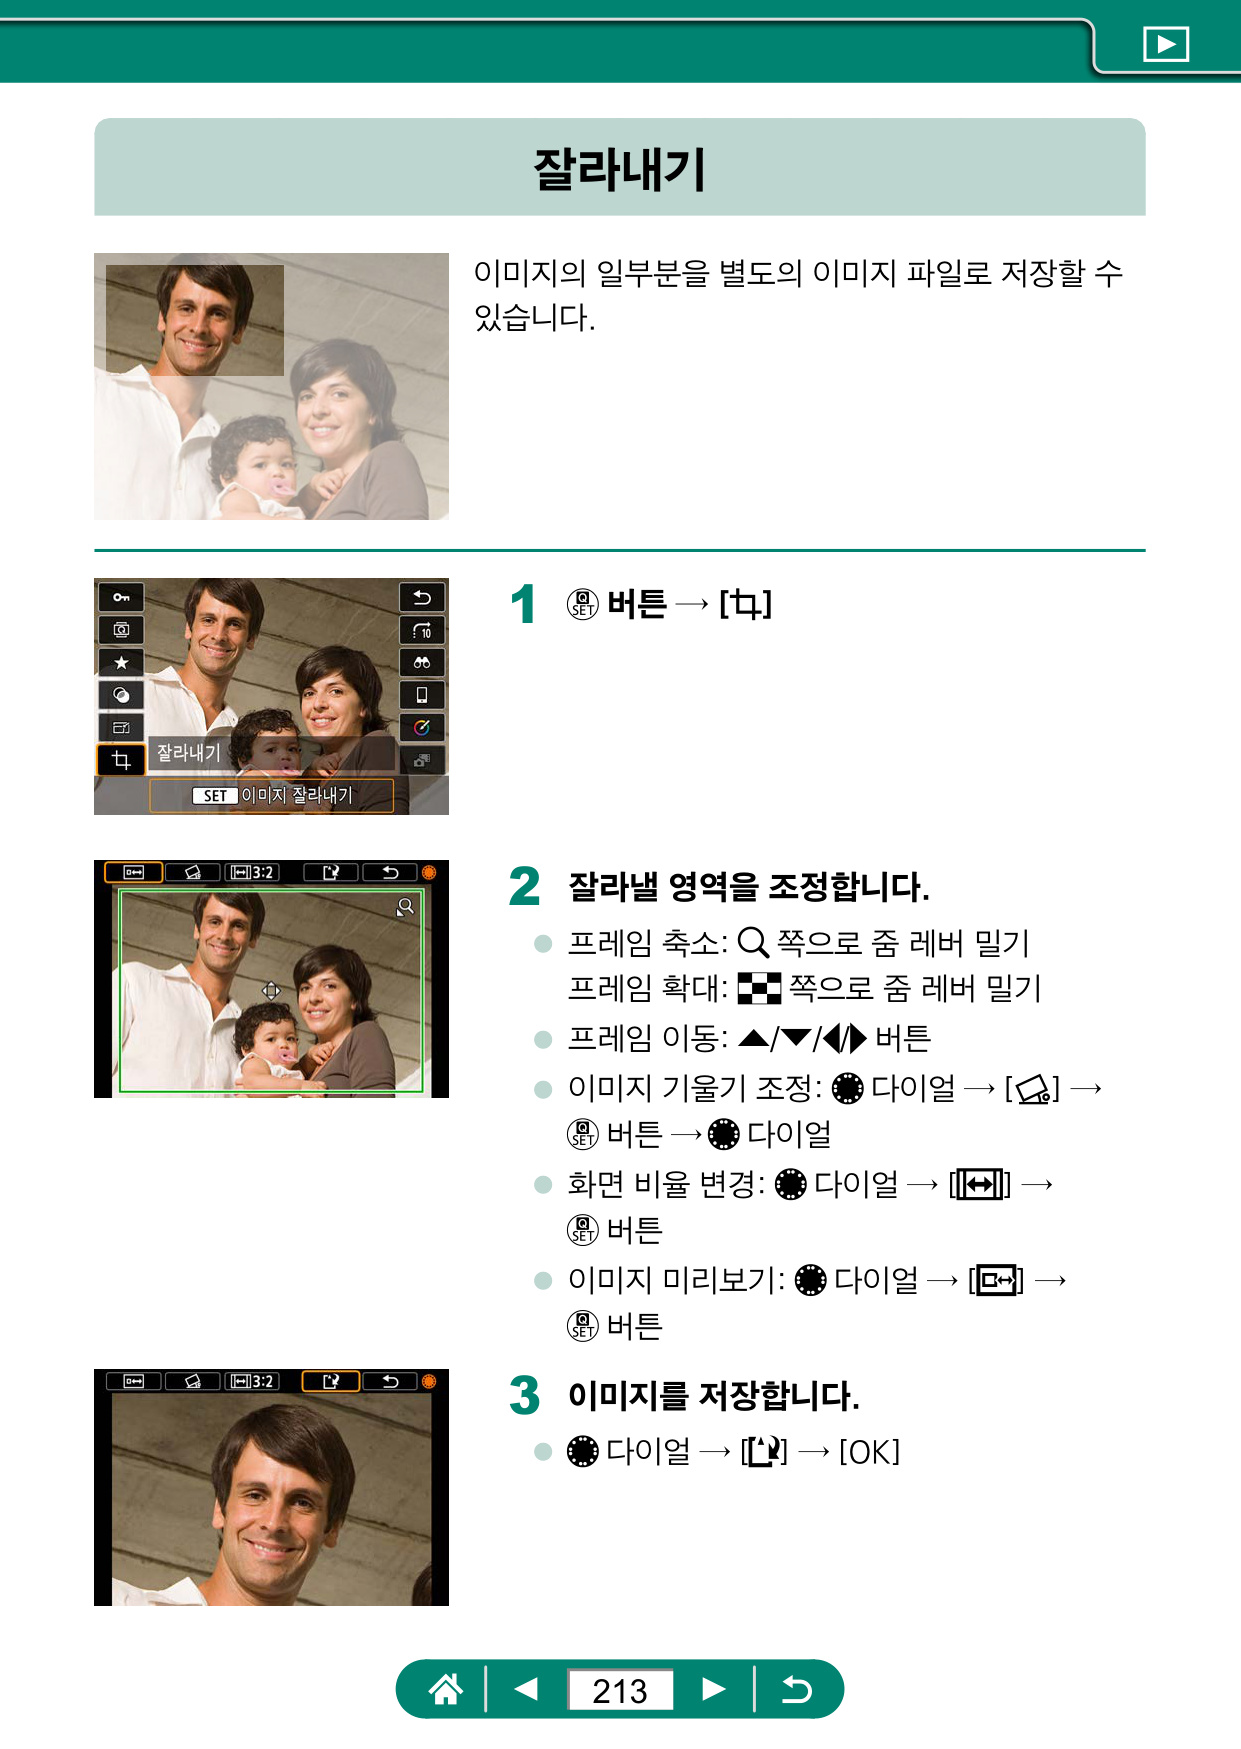 잘라내기
이미지의 일부분을 별도의 이미지 파일로 저장할 수
있습니다.
10
잘라내기
SET 이미지 잘라내기
1 Q SET 버튼 → [ ]
3:2
2 잘라낼 영역을 조정합니다.
프레임 축소: 쪽으로 줌 레버 밀기
프레임 확대: 쪽으로 줌 레버 밀기
프레임 이동: ▲/▼/◀/▶ 버튼
이미지 기울기 조정: 다이얼 → [ ] →
Q SET 버튼 → 다이얼
화면 비율 변경: 다이얼 → [ ] →
Q SET 버튼
이미지 미리보기: 다이얼 → [ ] →
Q SET 버튼
3:2
3 이미지를 저장합니다.
다이얼 → [ ] → [OK]
213